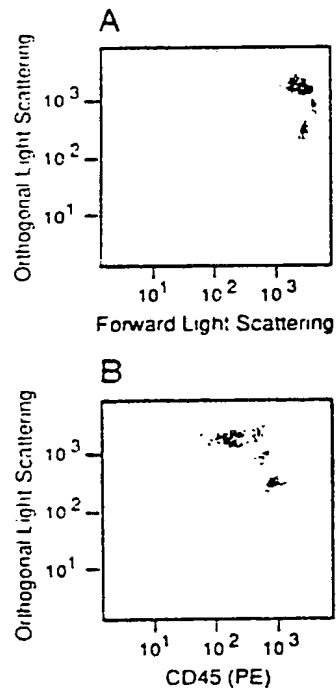 A
Orthogonal Light Scattering
10³
10²
10¹
10¹ 10² 10³
Forward Light Scattering
B
Orthogonal Light Scattering
10³
10²
10¹
10¹ 10² 10³
CD45 (PE)